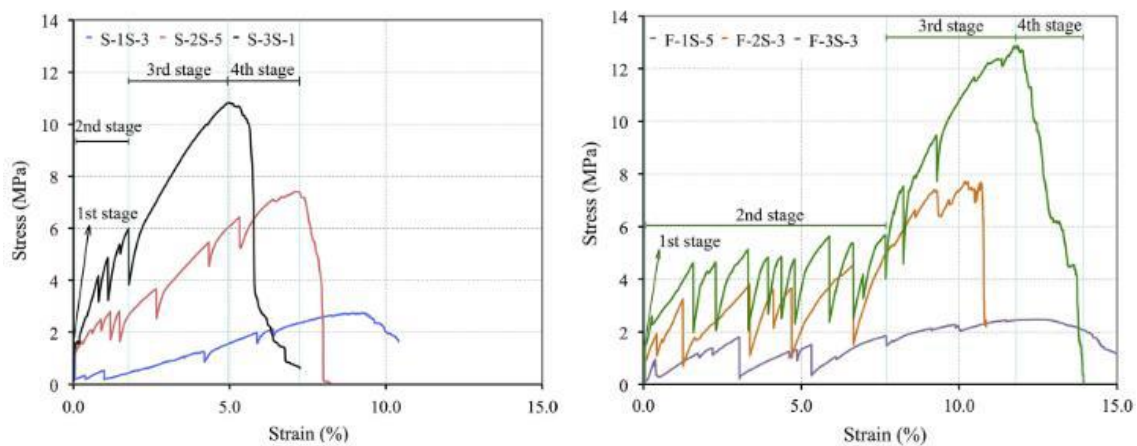 14
S-1S-3 S-2S-5 S-3S-1
12
3rd stage 4th stage
10
2nd stage
8
1st stage
6
4
2
0
0.0 5.0 10.0 15.0
Strain (%)
Stress (MPa)
14
F-1S-5 F-2S-3 F-3S-3
3rd stage 4th stage
12
10
8
2nd stage
6
1st stage
4
2
0
0.0 5.0 10.0 15.0
Strain (%)
Stress (MPa)